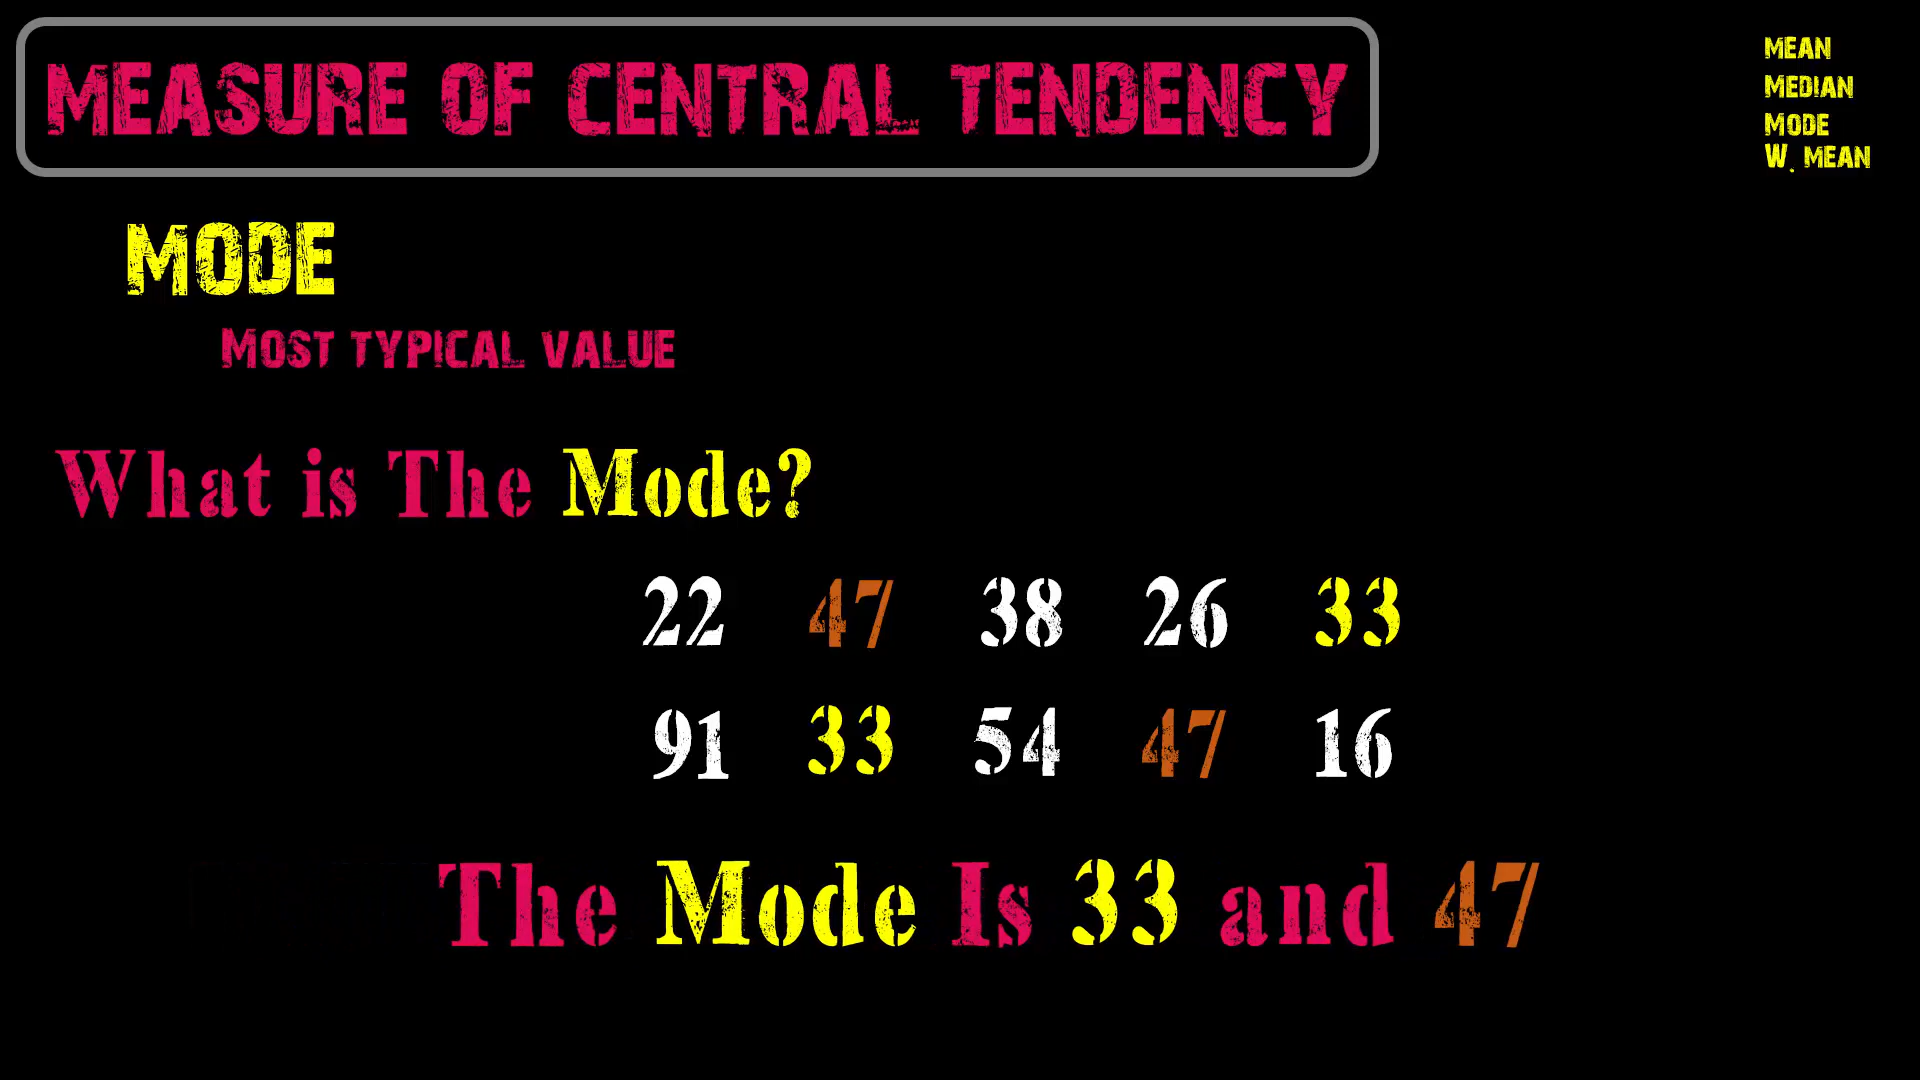 MEASURE OF CENTRAL TENDENCY
MEAN
MEDIAN
MODE
W. MEAN
MODE
MOST TYPICAL VALUE
What is The Mode?
22 47 38 26 33
91 33 54 47 16
The Mode Is 33 and 47